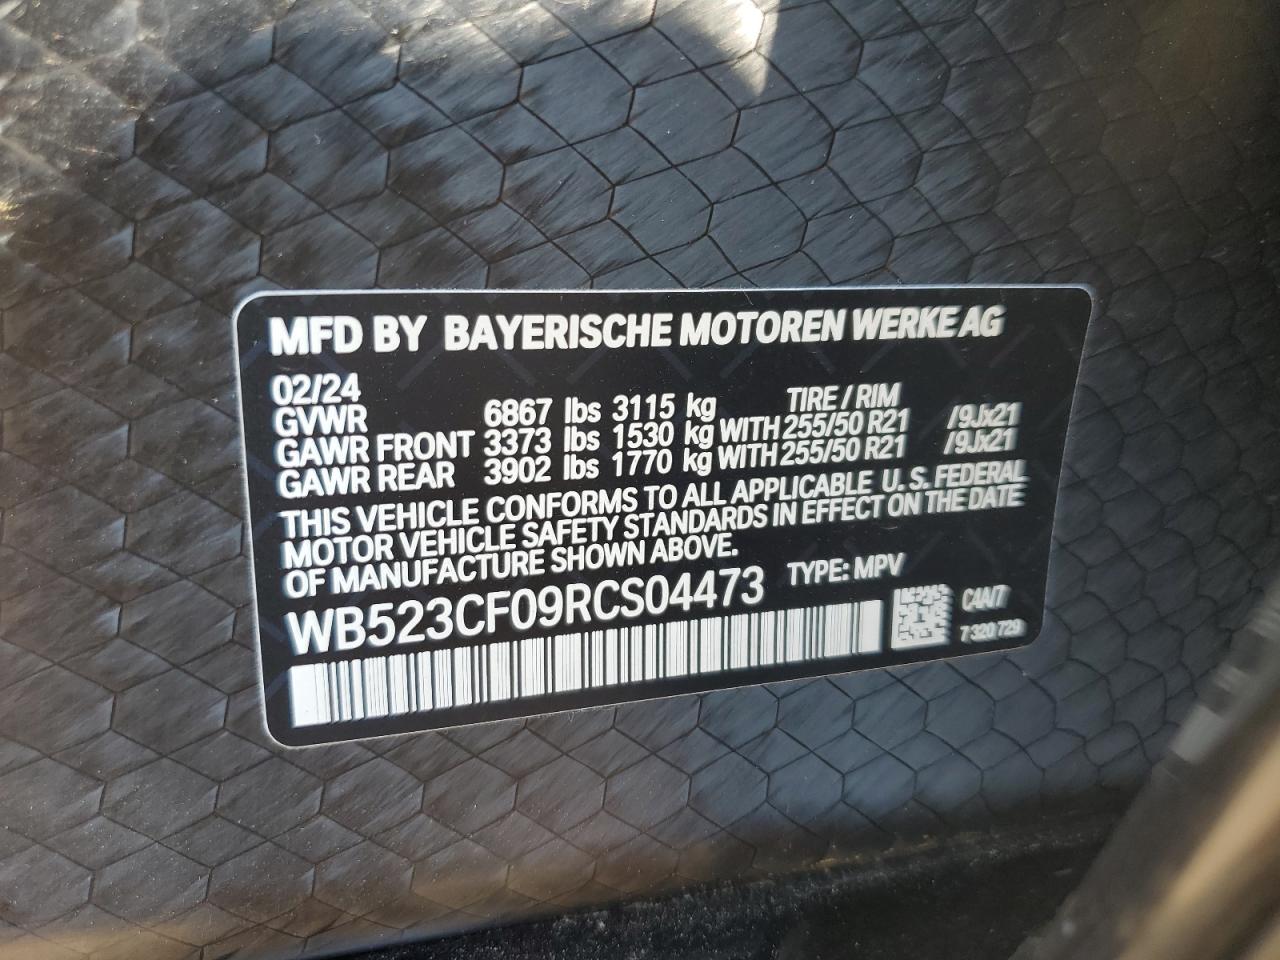 MFD BY BAYERISCHE MOTOREN WERKE AG
02/24 TIRE / RIM
GVWR 6867 lbs 3115 kg
GAWR FRONT 3373 lbs 1530 kg WITH 255/50 R21 /9Jx21
GAWR REAR 3902 lbs 1770 kg WITH 255/50 R21 /9Jx21
THIS VEHICLE CONFORMS TO ALL APPLICABLE U.S. FEDERAL
MOTOR VEHICLE SAFETY STANDARDS IN EFFECT ON THE DATE
OF MANUFACTURE SHOWN ABOVE.
WB523CF09RCS04473 TYPE: MPV
C4A/7
7 320 729